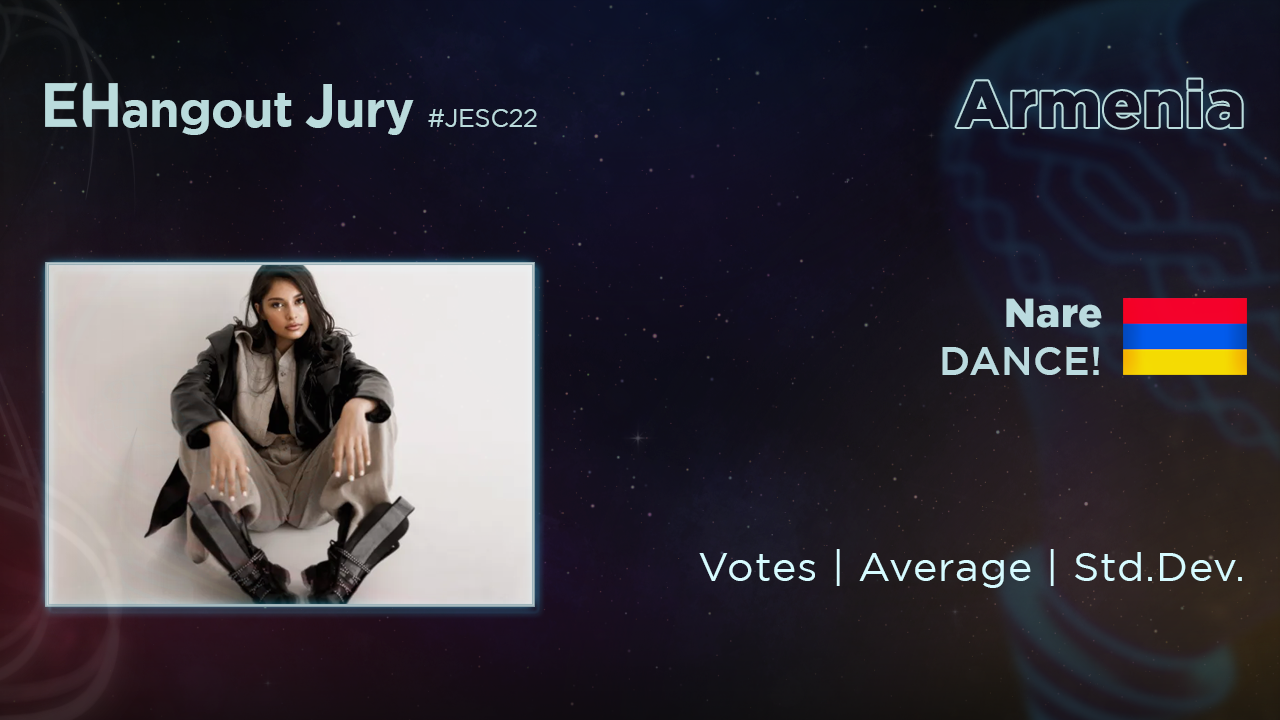 EHangout Jury #JESC22
Armenia
Nare
DANCE!
Votes | Average | Std.Dev.